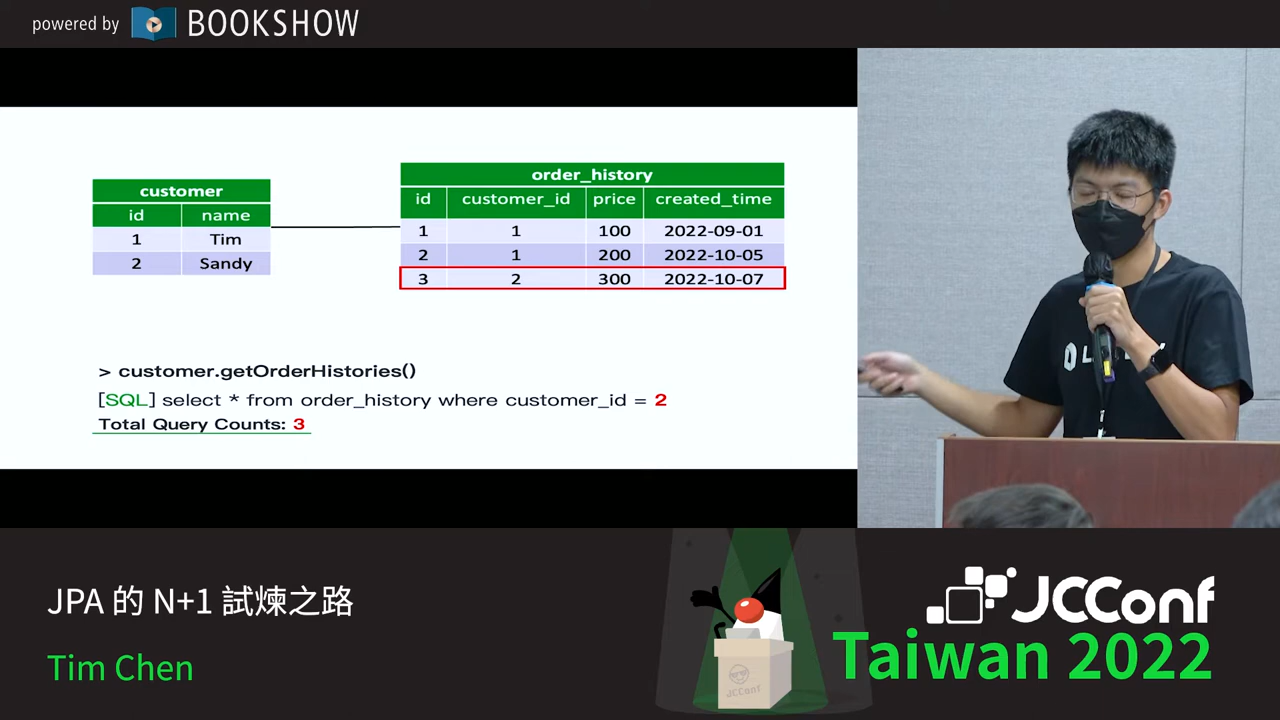 powered by BOOKSHOW
customer
id name
1 Tim
2 Sandy
order_history
id customer_id price created_time
1 1 100 2022-09-01
2 1 200 2022-10-05
3 2 300 2022-10-07
> customer.getOrderHistories()
[SQL] select * from order_history where customer_id = 2
Total Query Counts: 3
JPA 的 N+1 試煉之路
Tim Chen
JCConf
JCConf
Taiwan 2022